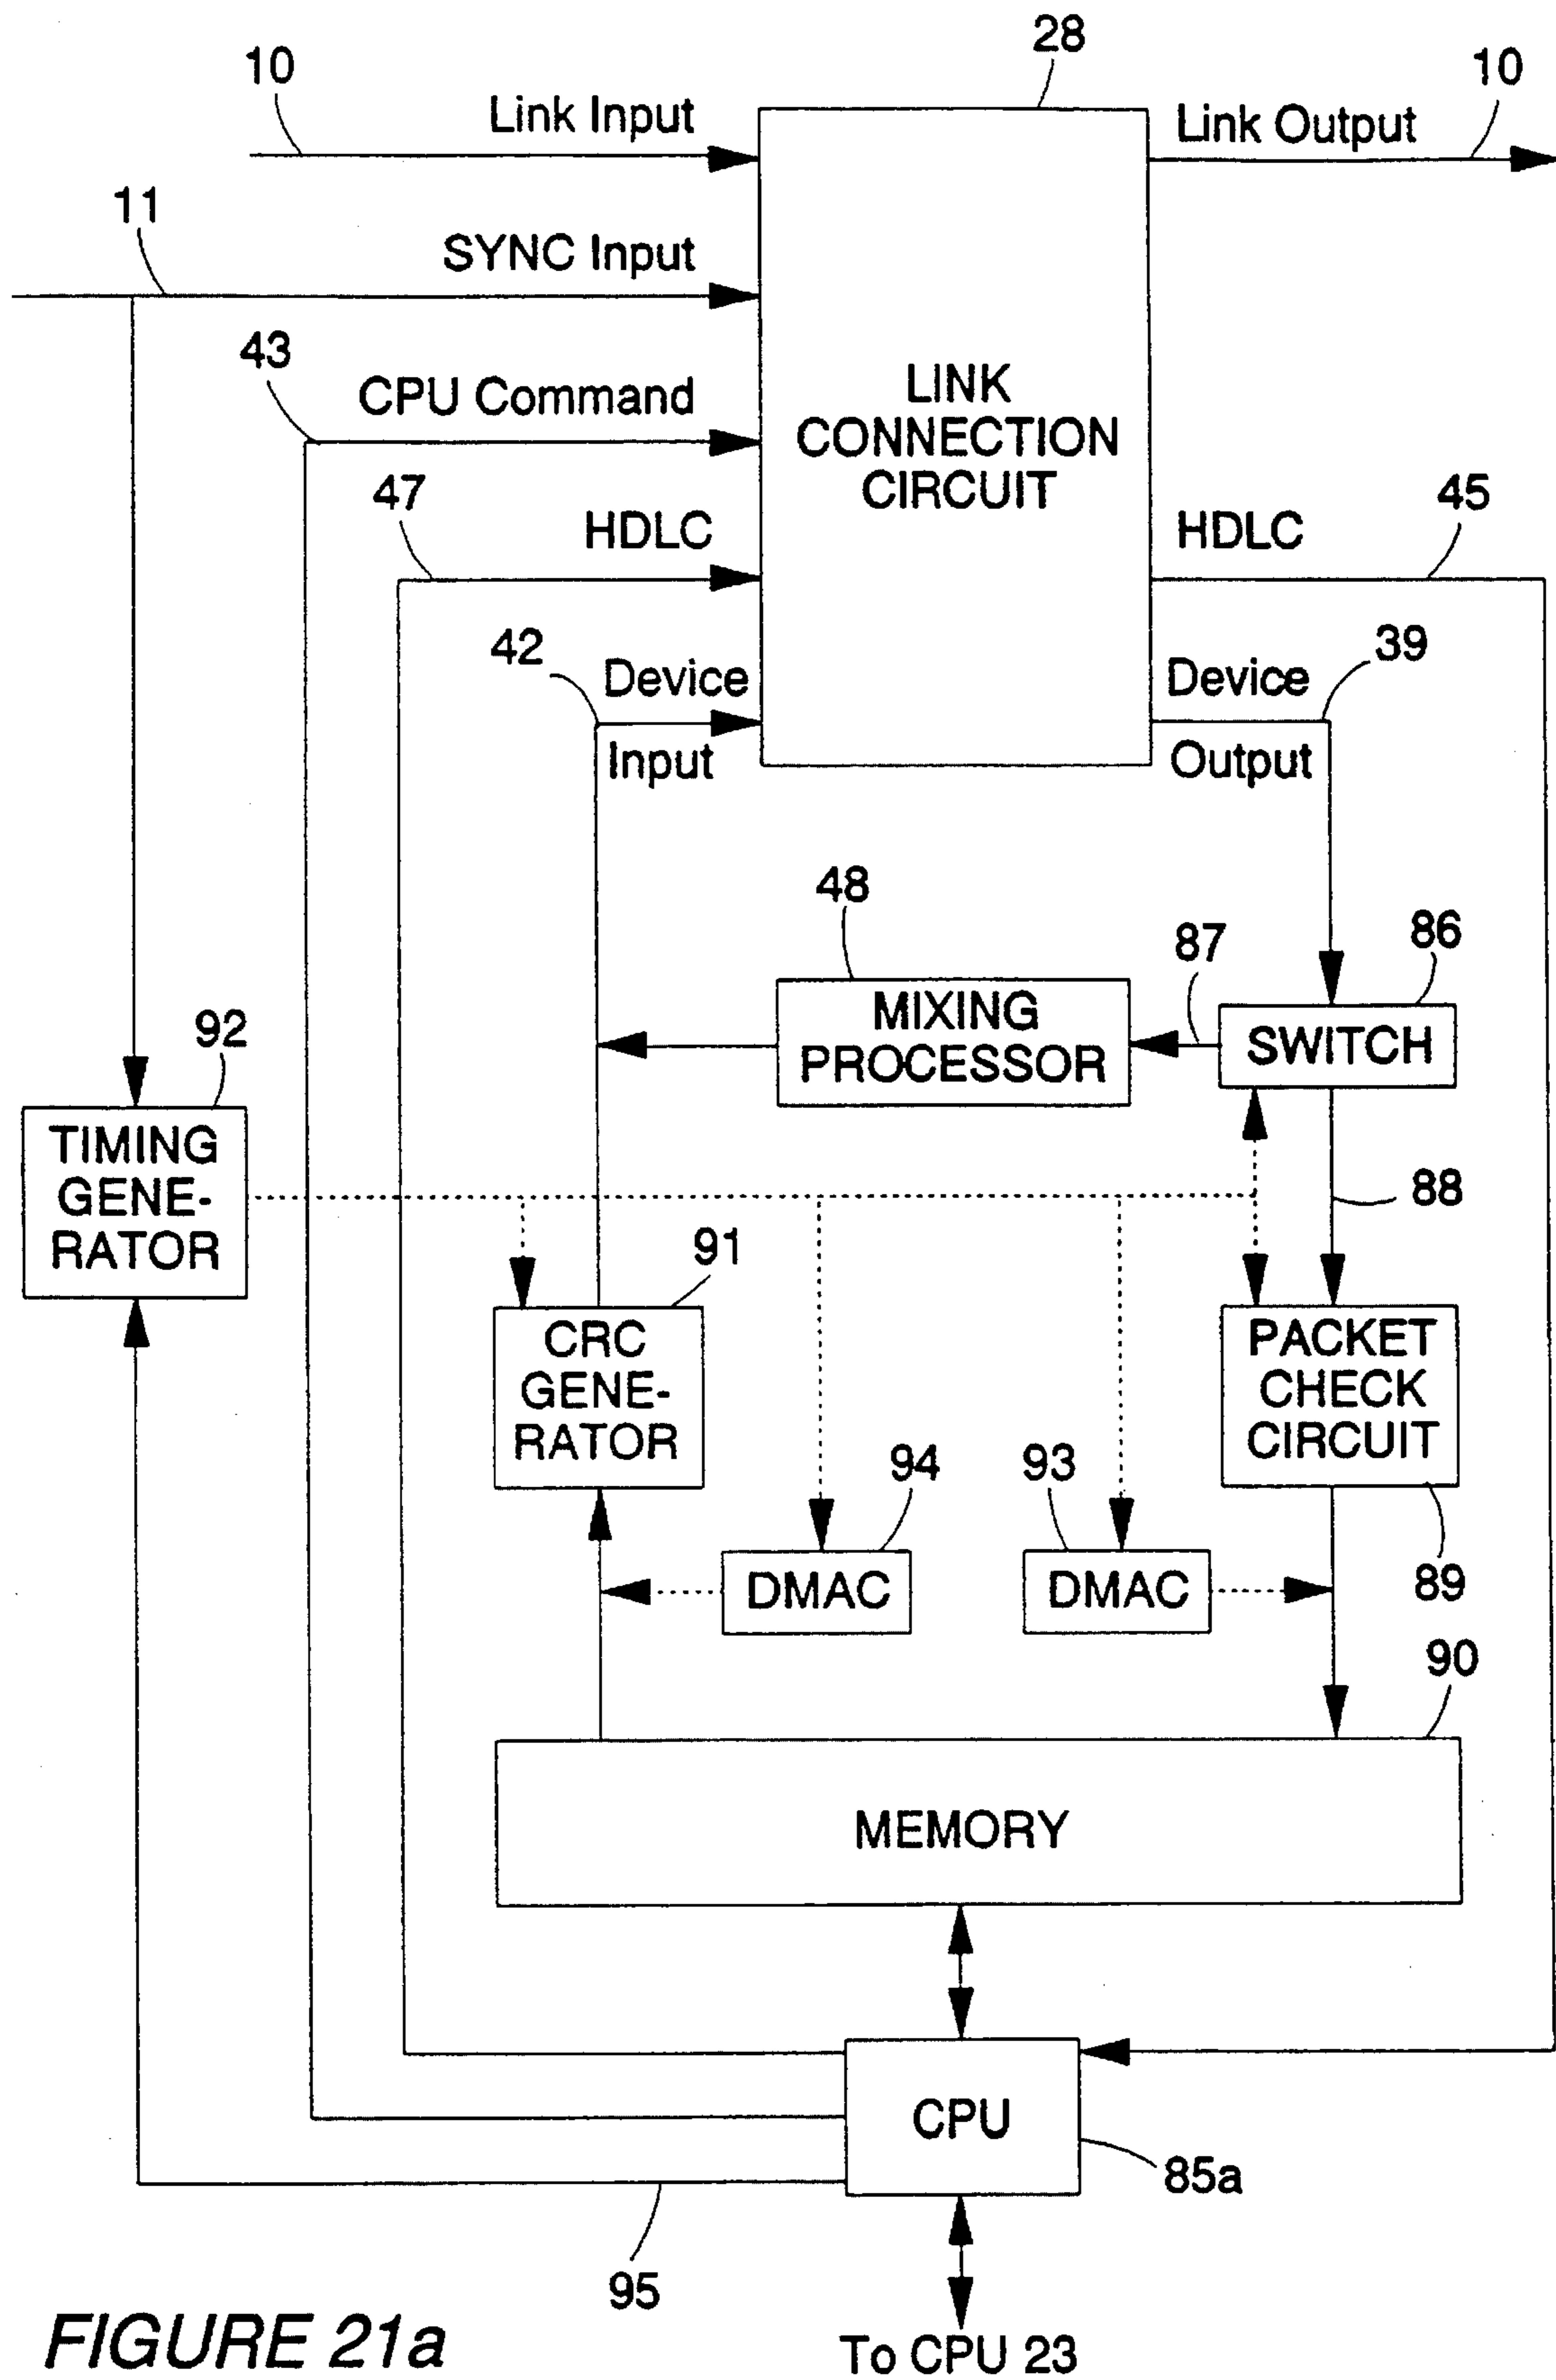 28
10
10
Link Input
Link Output
11
SYNC Input
43
CPU Command
LINK
CONNECTION
CIRCUIT
47
45
HDLC
HDLC
42
39
Device
Device
Input
Output
48
87
86
MIXING
PROCESSOR
SWITCH
92
TIMING
GENE-
RATOR
88
91
CRC
GENE-
RATOR
PACKET
CHECK
CIRCUIT
94
93
DMAC
DMAC
89
90
MEMORY
CPU
85a
95
To CPU 23
FIGURE 21a